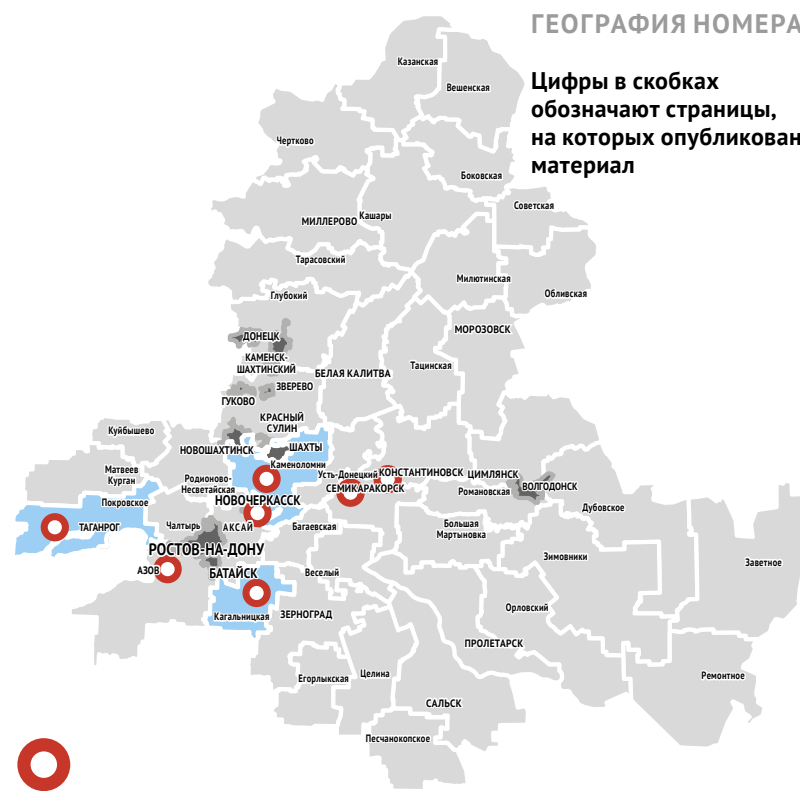 ГЕОГРАФИЯ НОМЕРА
Цифры в скобках
обозначают страницы,
на которых опубликован
материал
Казанская
Вешенская
Чертково
Боковская
Советская
МИЛЛЕРОВО
Кашары
Тарасовский
Милютинская
Обливская
Глубокий
МОРОЗОВСК
ДОНЕЦК
КАМЕНСК-
ШАХТИНСКИЙ
БЕЛАЯ КАЛИТВА
Тацинская
ЗВЕРЕВО
ГУКОВО
КРАСНЫЙ
СУЛИН
Куйбышево
НОВОШАХТИНСК
ШАХТЫ
Каменоломни
Матвеев
Курган
Родионово-
Несветайская
Усть-Донецкий
КОНСТАНТИНОВСК
ЦИМЛЯНСК
СЕМИКАРАКОРСК
Романовская
ВОЛГОДОНСК
Покровское
НОВОЧЕРКАССК
Дубовское
ТАГАНРОГ
Чалтырь
АКСАЙ
Багаевская
Большая
Мартыновка
РОСТОВ-НА-ДОНУ
Зимовники
Заветное
АЗОВ
БАТАЙСК
Веселый
Кагальницкая
ЗЕРНОГРАД
Орловский
ПРОЛЕТАРСК
Егорлыкская
Целина
Ремонтное
САЛЬСК
Песчанокопское